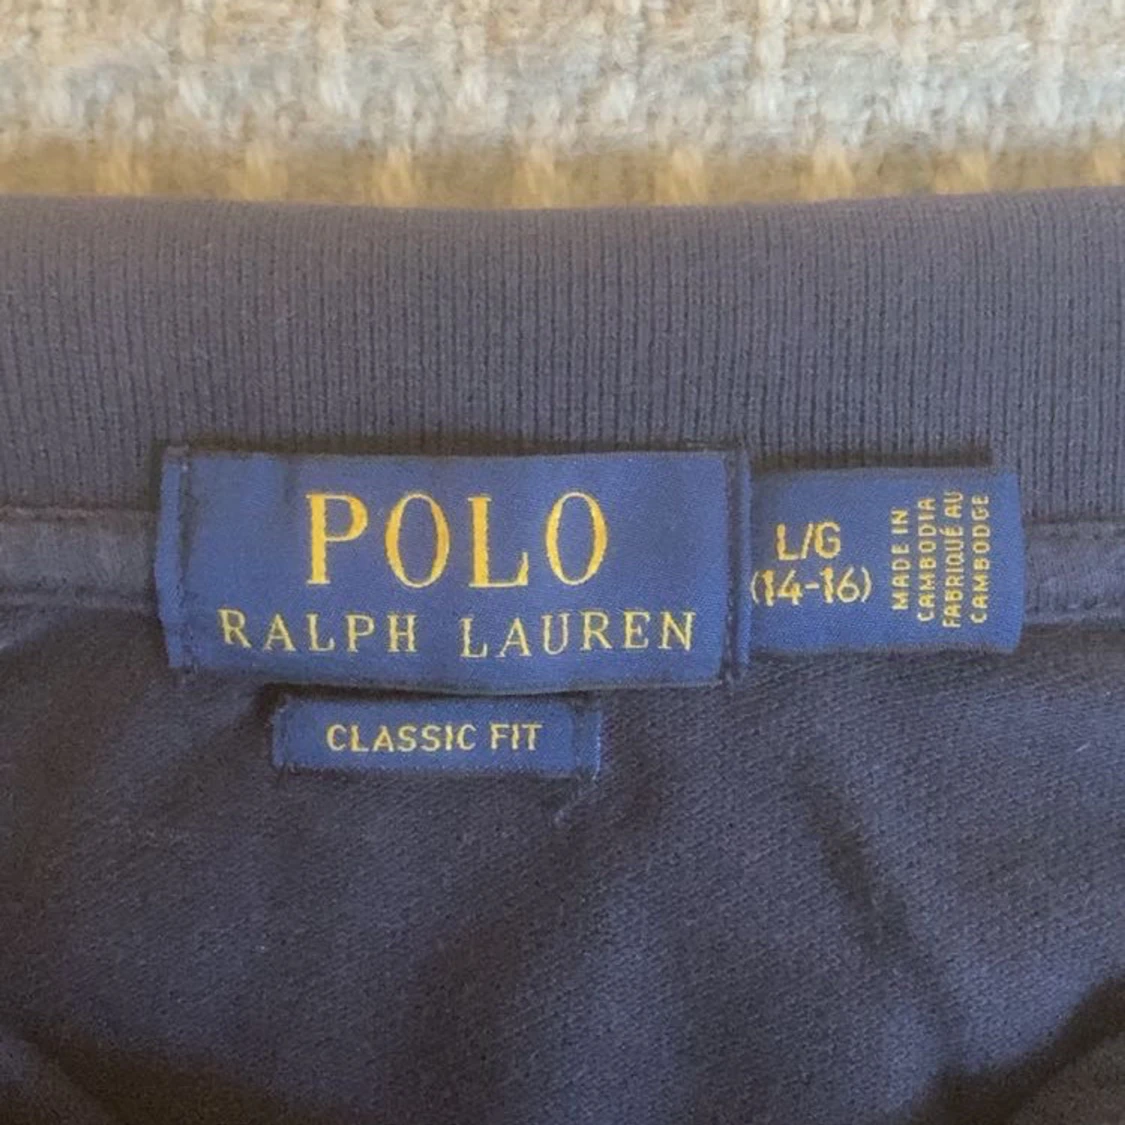 POLO
RALPH LAUREN
CLASSIC FIT
L/G
(14-16)
MADE IN
CAMBODIA
FABRIQUÉ AU
CAMBODGE